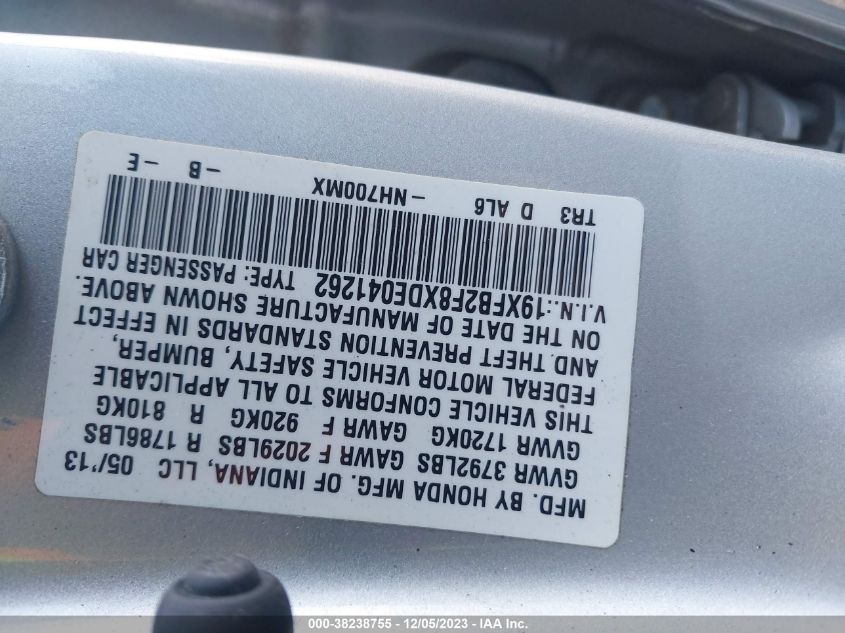 MFD. BY HONDA MFG. OF INDIANA, LLC 05/'13
GVWR 3792LBS GAWR F 2029LBS R 1786LBS
GVWR 1720KG GAWR F 920KG R 810KG
THIS VEHICLE CONFORMS TO ALL APPLICABLE
FEDERAL MOTOR VEHICLE SAFETY, BUMPER,
AND THEFT PREVENTION STANDARDS IN EFFECT
ON THE DATE OF MANUFACTURE SHOWN ABOVE.
V.I.N.:19XFB2F8XDE041262 TYPE: PASSENGER CAR
TR3 D AL6 -NH700MX -B -E
000-38238755 - 12/05/2023 - IAA Inc.